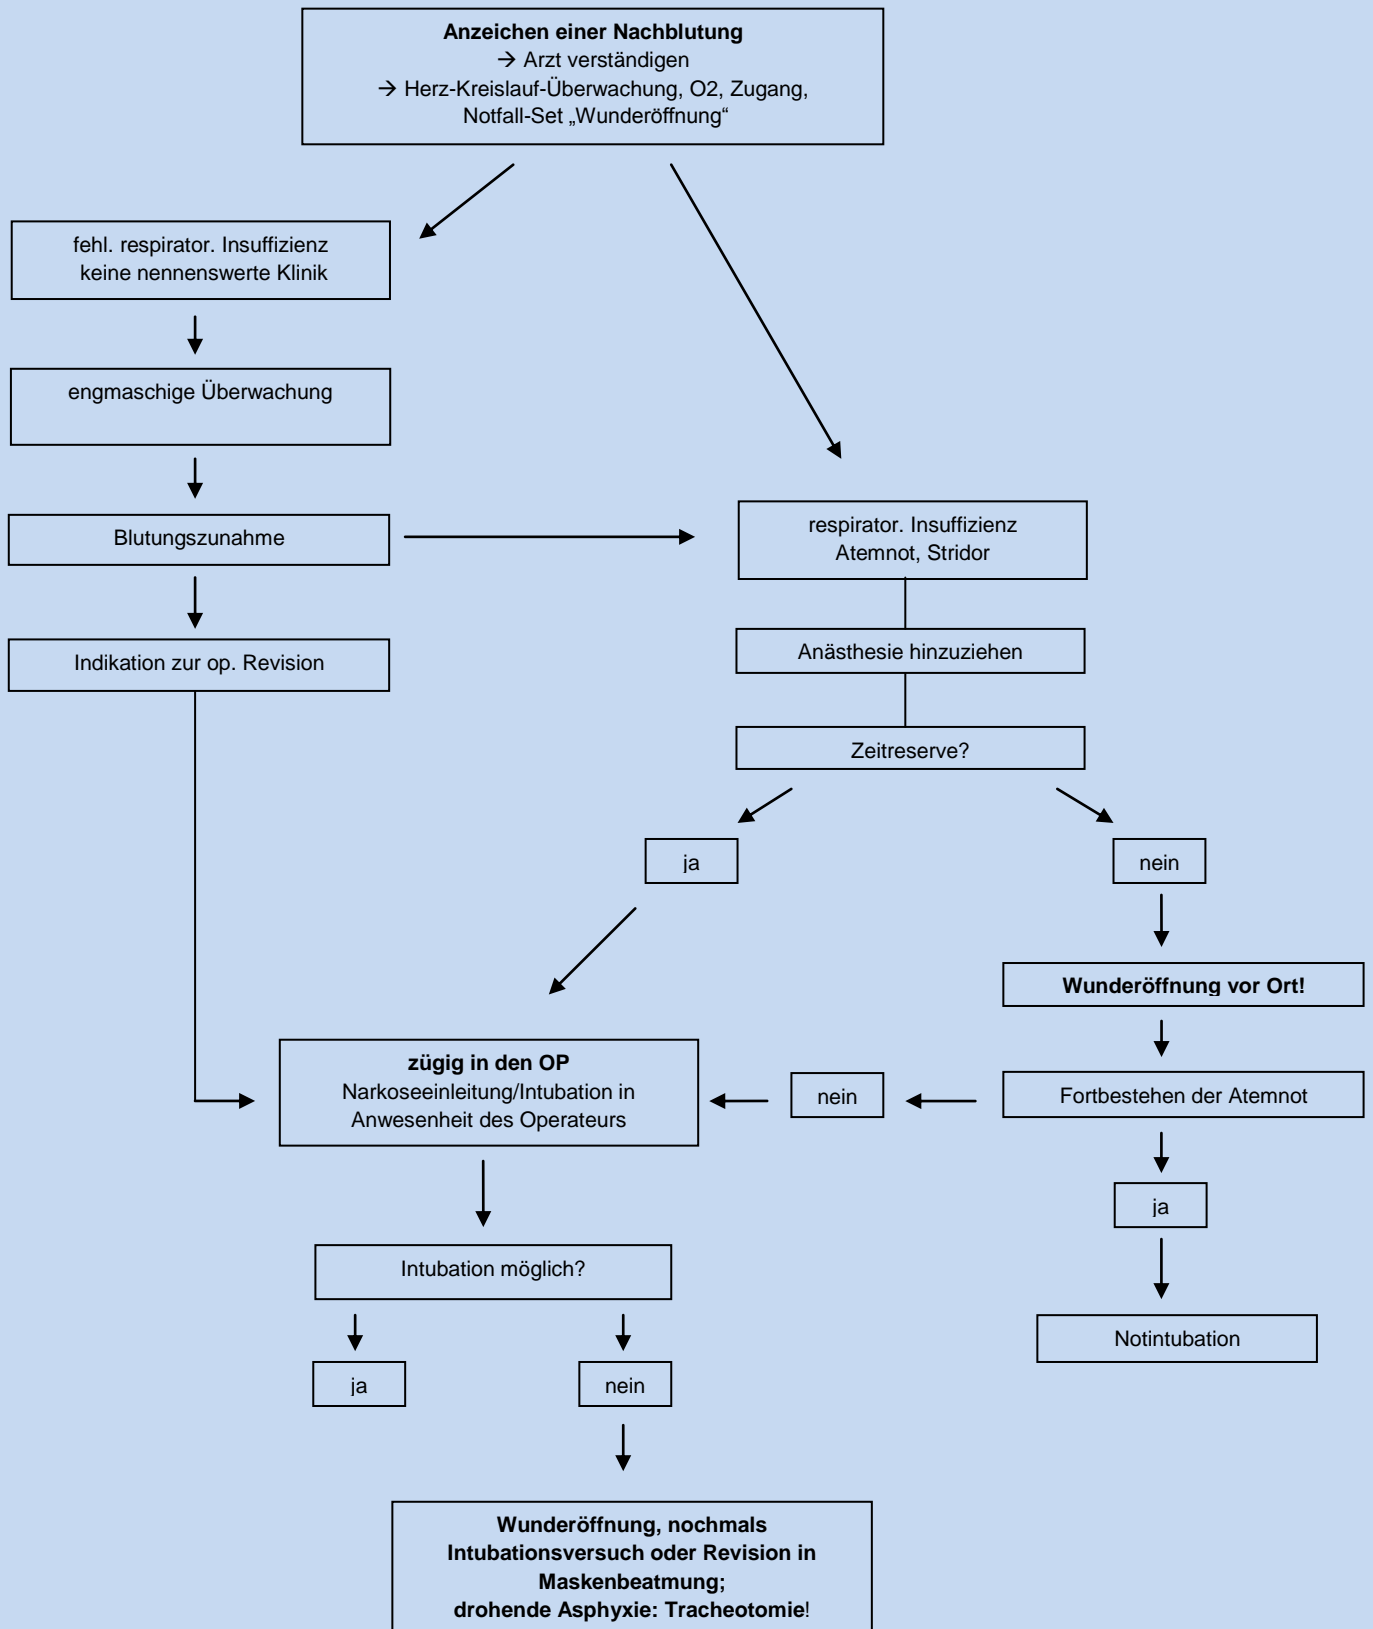 Anzeichen einer Nachblutung
→ Arzt verständigen
→ Herz-Kreislauf-Überwachung, O2, Zugang,
Notfall-Set „Wunderöffnung“
fehl. respirator. Insuffizienz
keine nennenswerte Klinik
engmaschige Überwachung
Blutungszunahme
Indikation zur op. Revision
respirator. Insuffizienz
Atemnot, Stridor
Anästhesie hinzuziehen
Zeitreserve?
ja
nein
Wunderöffnung vor Ort!
zügig in den OP
Narkoseeinleitung/Intubation in
Anwesenheit des Operateurs
nein
Fortbestehen der Atemnot
ja
Intubation möglich?
Notintubation
ja
nein
Wunderöffnung, nochmals
Intubationsversuch oder Revision in
Maskenbeatmung;
drohende Asphyxie: Tracheotomie!